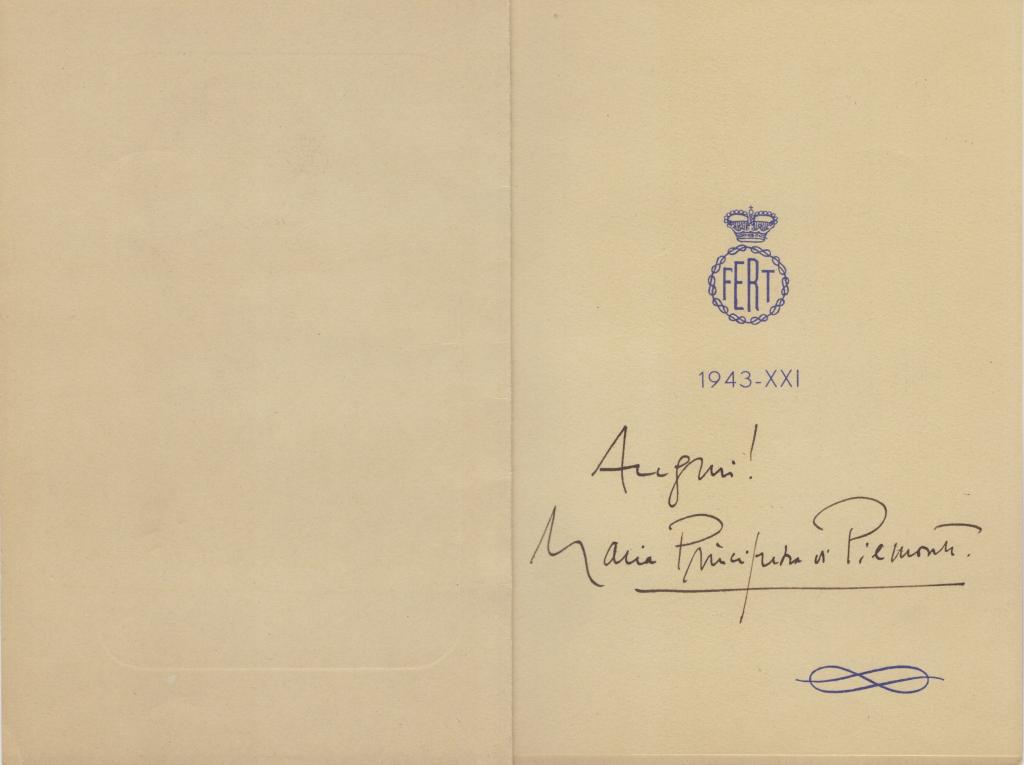 FERT
1943-XXI
Auguri!
Maria Principessa di Piemonte.